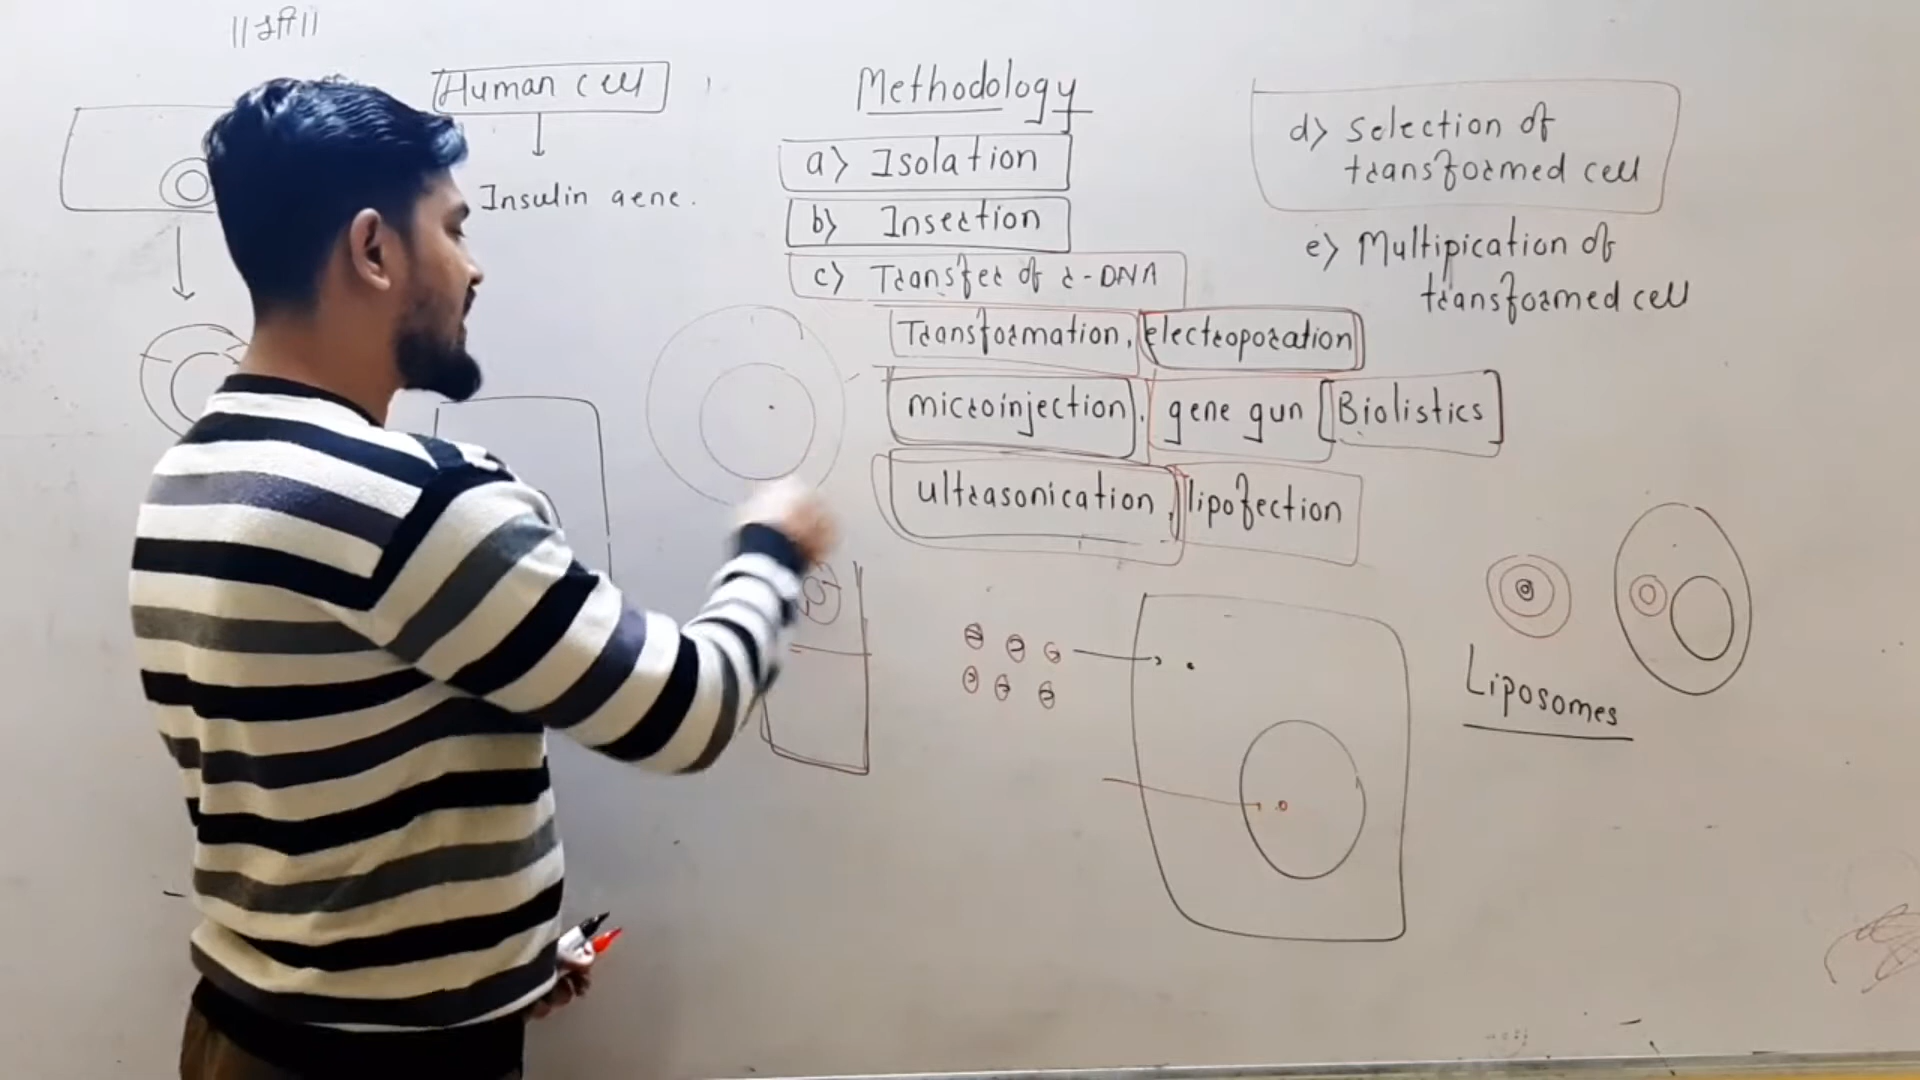 ||श्री||
Human cell
Insulin gene.
Methodology
a> Isolation
b> Insertion
c> Transfer of r-DNA
Transformation, electroporation
microinjection, gene gun [Biolistics]
ultrasonication, lipofection
d> Selection of
transformed cell
e> Multipication of
transformed cell
Liposomes